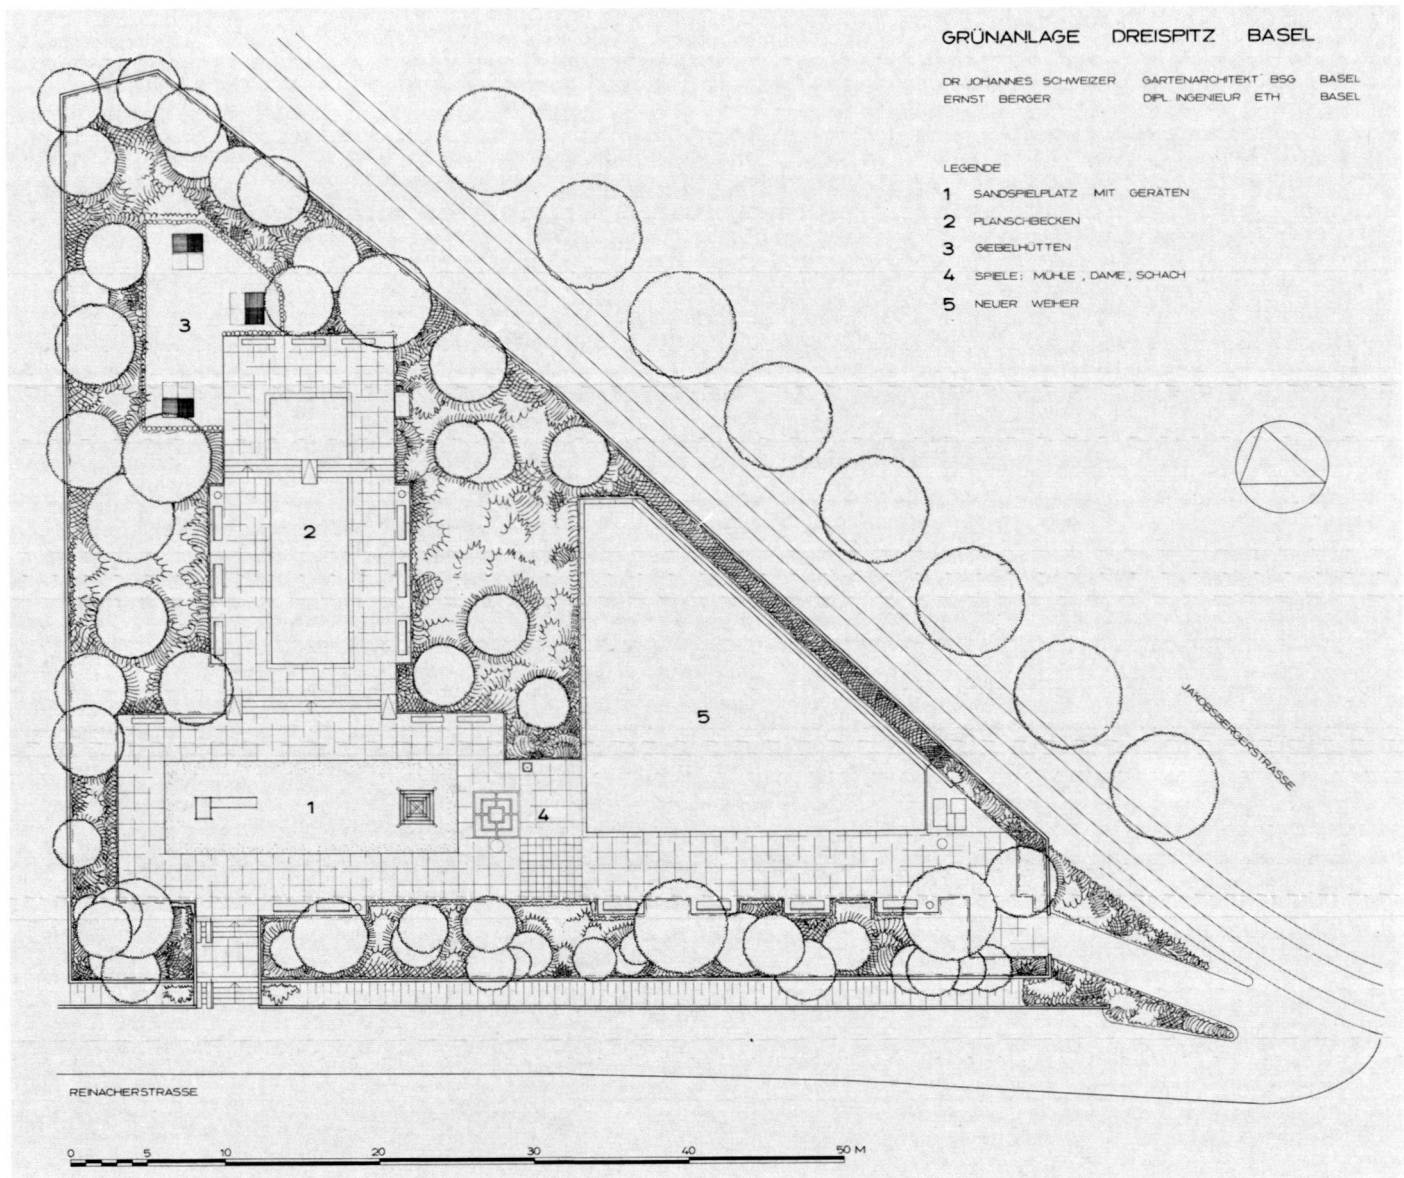 GRÜNANLAGE DREISPITZ BASEL
DR. JOHANNES SCHWEIZER GARTENARCHITEKT BSG BASEL
ERNST BERGER DIPL. INGENIEUR ETH BASEL
LEGENDE
1 SANDSPIELPLATZ MIT GERÄTEN
2 PLANSCHBECKEN
3 GIEBELHÜTTEN
4 SPIELE: MÜHLE, DAME, SCHACH
5 NEUER WEIHER
3
2
5
1
4
JAKOBSBERGERSTRASSE
REINACHERSTRASSE
0 5 10 20 30 40 50 M